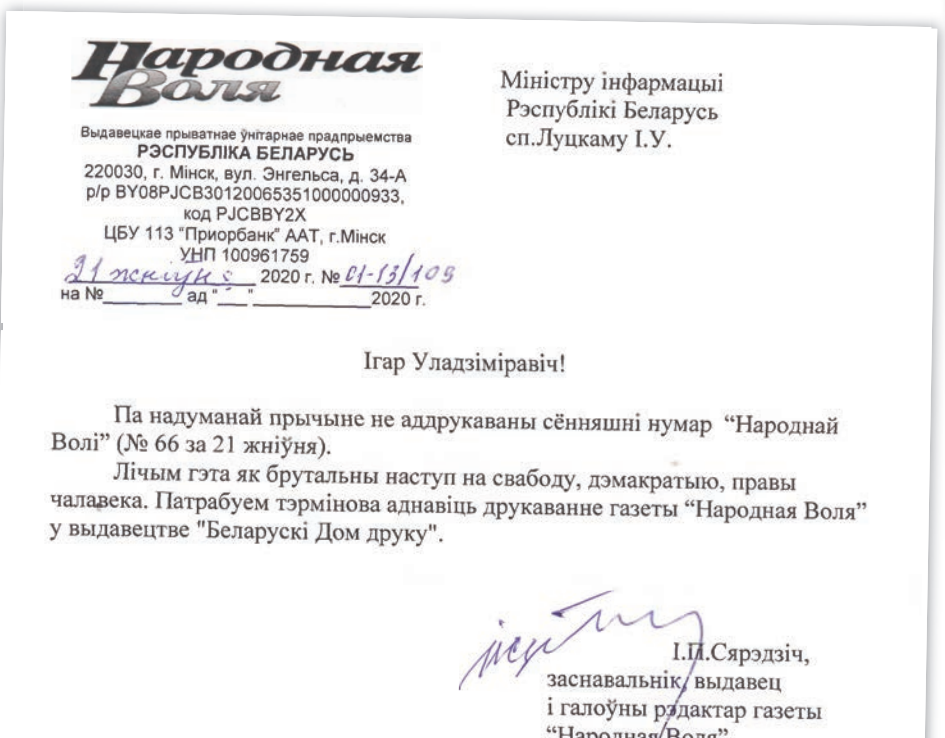 Народная
Воля
Выдавецкае прыватнае ўнітарнае прадпрыемства
РЭСПУБЛІКА БЕЛАРУСЬ
220030, г. Мінск, вул. Энгельса, д. 34-А
р/р BY08PJCB30120065351000000933,
код PJCBBY2X
ЦБУ 113 “Приорбанк” ААТ, г.Мінск
УНП 100961759
21 жніўня 2020 г. № 01-13/109
на №________ ад "___"____________2020 г.
Міністру інфармацыі
Рэспублікі Беларусь
сп.Луцкаму І.У.
Ігар Уладзіміравіч!
Па надуманай прычыне не аддрукаваны сённяшні нумар “Народнай
Волі” (№ 66 за 21 жніўня).
Лічым гэта як брутальны наступ на свабоду, дэмакратыю, правы
чалавека. Патрабуем тэрмінова аднавіць друкаванне газеты “Народная Воля”
у выдавецтве "Беларускі Дом друку".
І.П.Сярэдзіч,
заснавальнік, выдавец
і галоўны рэдактар газеты
“Народная Воля”